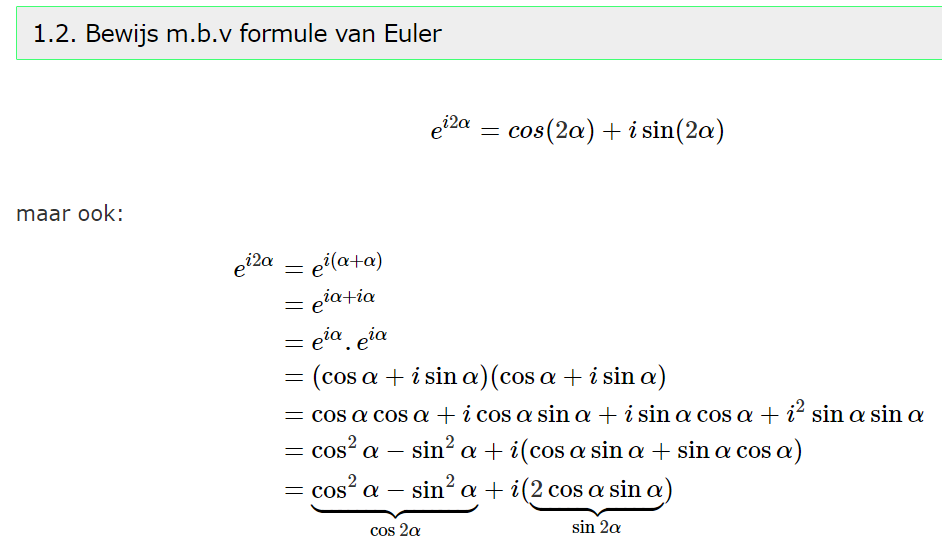 1.2. Bewijs m.b.v formule van Euler
e^{i2α} = cos(2α) + i sin(2α)
maar ook:
e^{i2α} = e^{i(α+α)}
= e^{iα+iα}
= e^{iα} . e^{iα}
= (cos α + i sin α)(cos α + i sin α)
= cos α cos α + i cos α sin α + i sin α cos α + i² sin α sin α
= cos² α − sin² α + i(cos α sin α + sin α cos α)
= cos² α − sin² α + i(2 cos α sin α)
cos 2α sin 2α